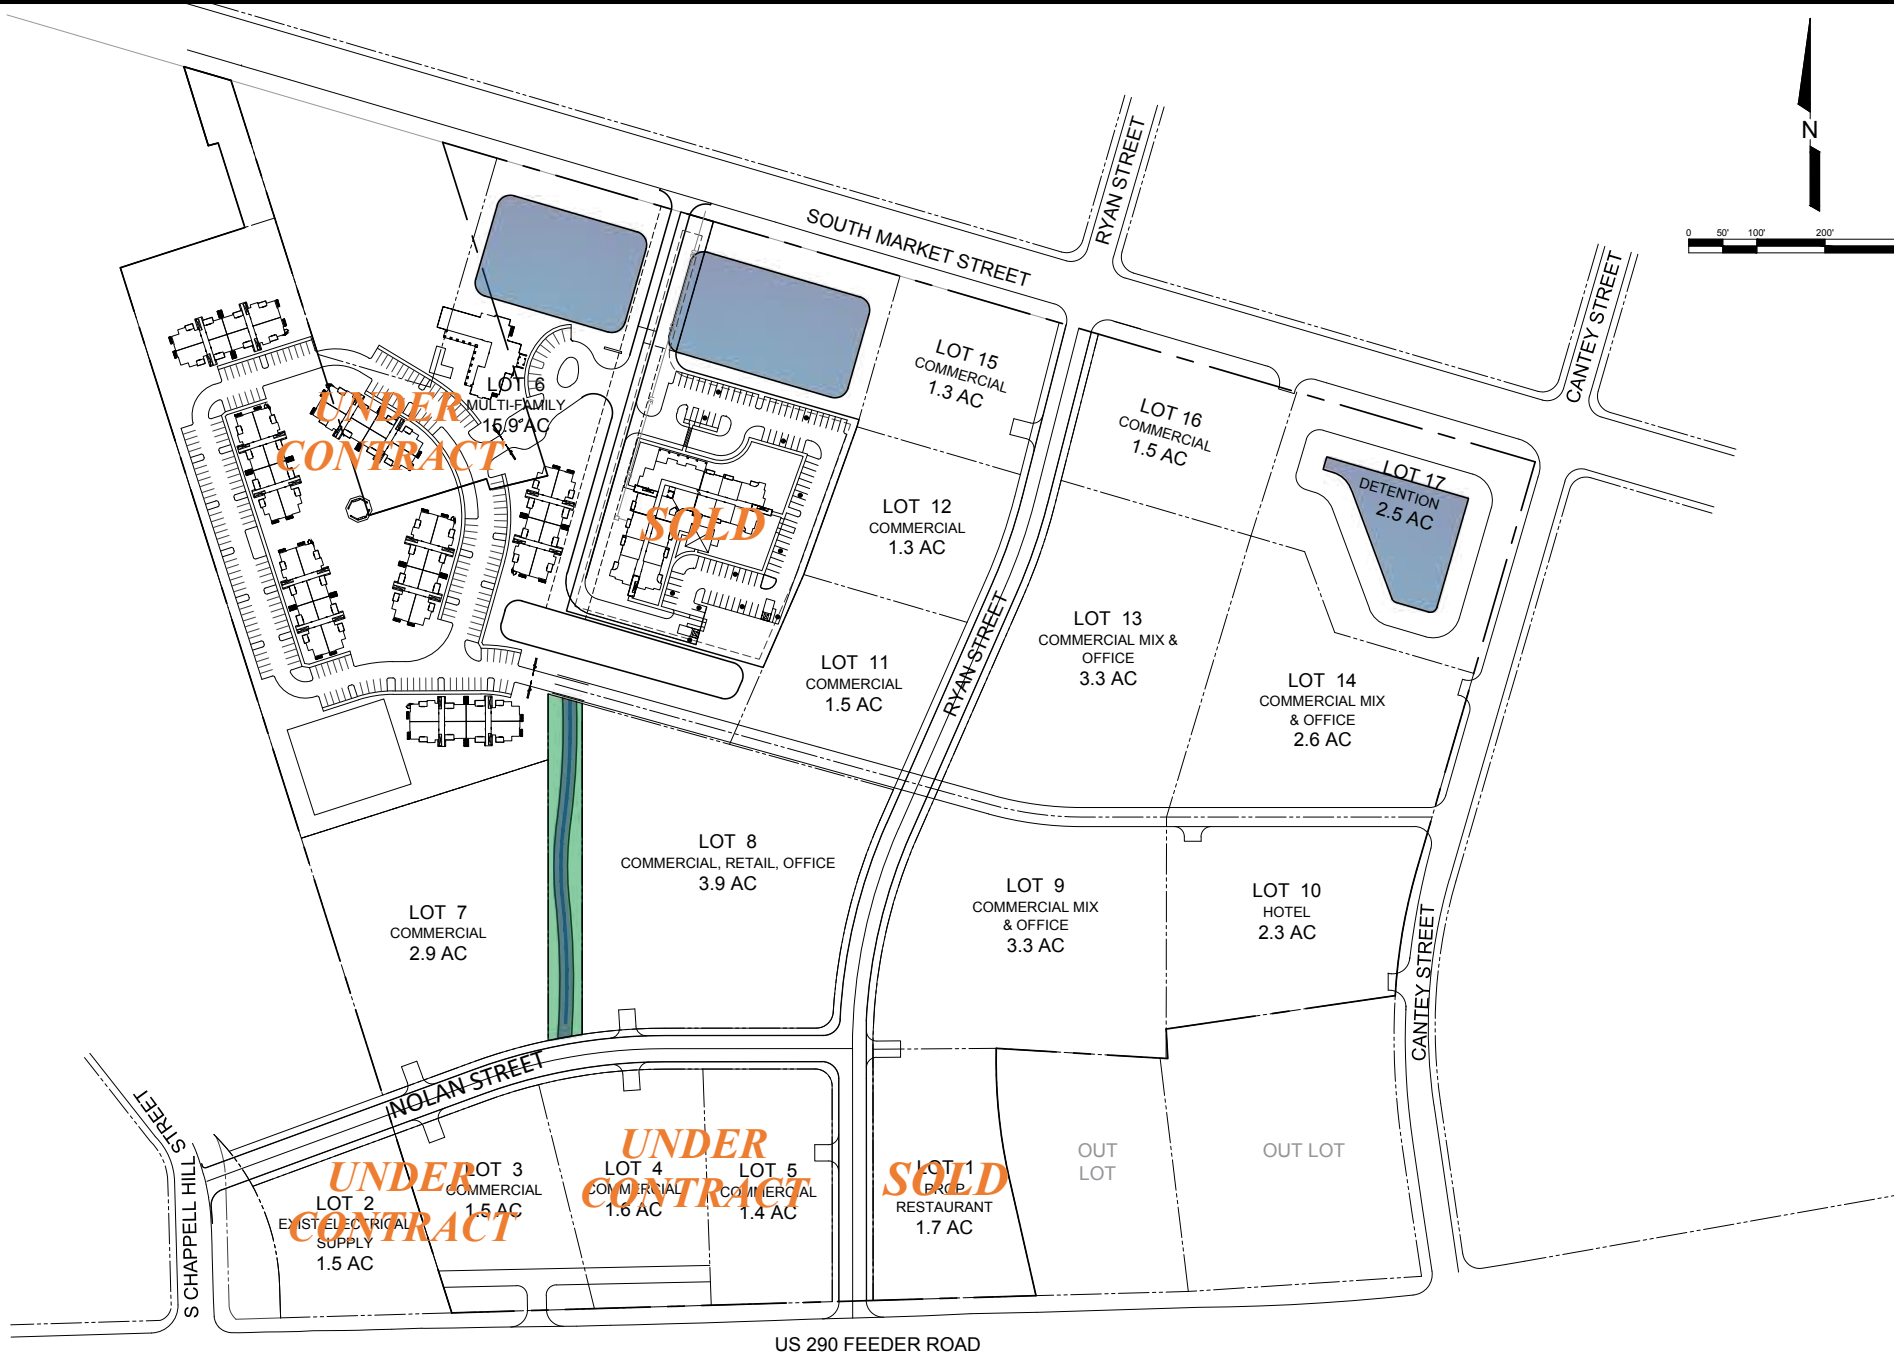 N
0 50' 100' 200'
RYAN STREET
SOUTH MARKET STREET
CANTEY STREET
LOT 15
COMMERCIAL
1.3 AC
LOT 6
MULTI-FAMILY
15.9 AC
UNDER
CONTRACT
LOT 16
COMMERCIAL
1.5 AC
LOT 17
DETENTION
2.5 AC
SOLD
LOT 12
COMMERCIAL
1.3 AC
RYAN STREET
LOT 13
COMMERCIAL MIX &
OFFICE
3.3 AC
LOT 11
COMMERCIAL
1.5 AC
LOT 14
COMMERCIAL MIX
& OFFICE
2.6 AC
LOT 8
COMMERCIAL, RETAIL, OFFICE
3.9 AC
LOT 7
COMMERCIAL
2.9 AC
LOT 9
COMMERCIAL MIX
& OFFICE
3.3 AC
LOT 10
HOTEL
2.3 AC
CANTEY STREET
NOLAN STREET
S CHAPPELL HILL
STREET
LOT 2
EXIST ELECTRICAL
SUPPLY
1.5 AC
UNDER
CONTRACT
LOT 3
COMMERCIAL
1.5 AC
LOT 4
COMMERCIAL
1.6 AC
UNDER
CONTRACT
LOT 5
COMMERCIAL
1.4 AC
LOT 1
PROP
RESTAURANT
1.7 AC
SOLD
OUT
LOT
OUT LOT
US 290 FEEDER ROAD